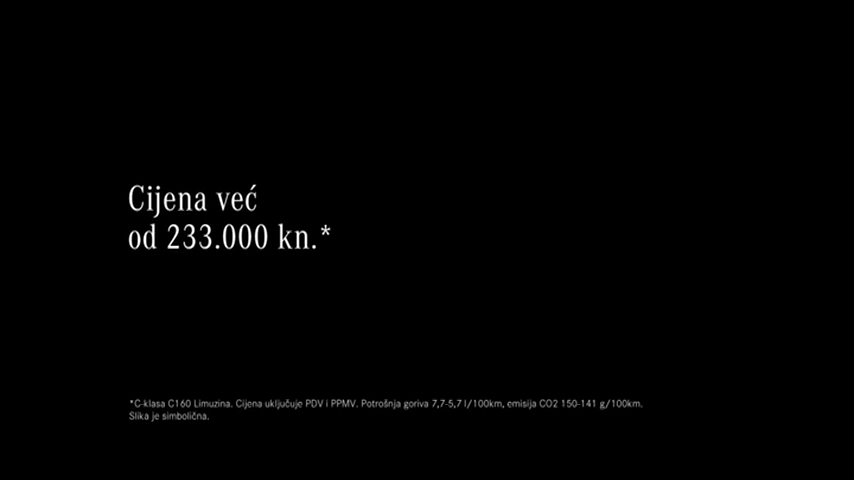 Cijena već
od 233.000 kn.*
*C-klasa C160 Limuzina. Cijena uključuje PDV i PPMV. Potrošnja goriva 7,7-5,7 l/100km, emisija CO2 150-141 g/100km.
Slika je simbolična.